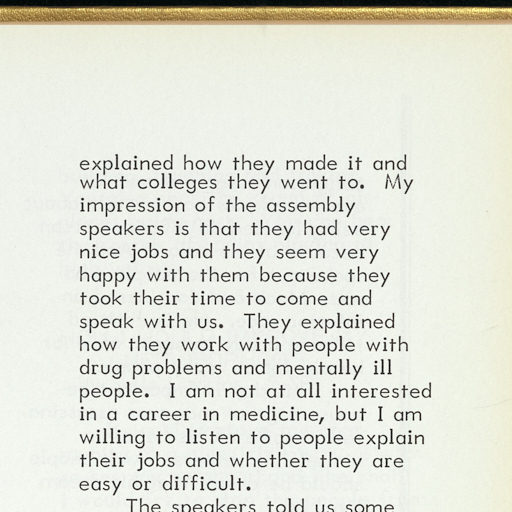 explained how they made it and
what colleges they went to. My
impression of the assembly
speakers is that they had very
nice jobs and they seem very
happy with them because they
took their time to come and
speak with us. They explained
how they work with people with
drug problems and mentally ill
people. I am not at all interested
in a career in medicine, but I am
willing to listen to people explain
their jobs and whether they are
easy or difficult.
The speakers told us some